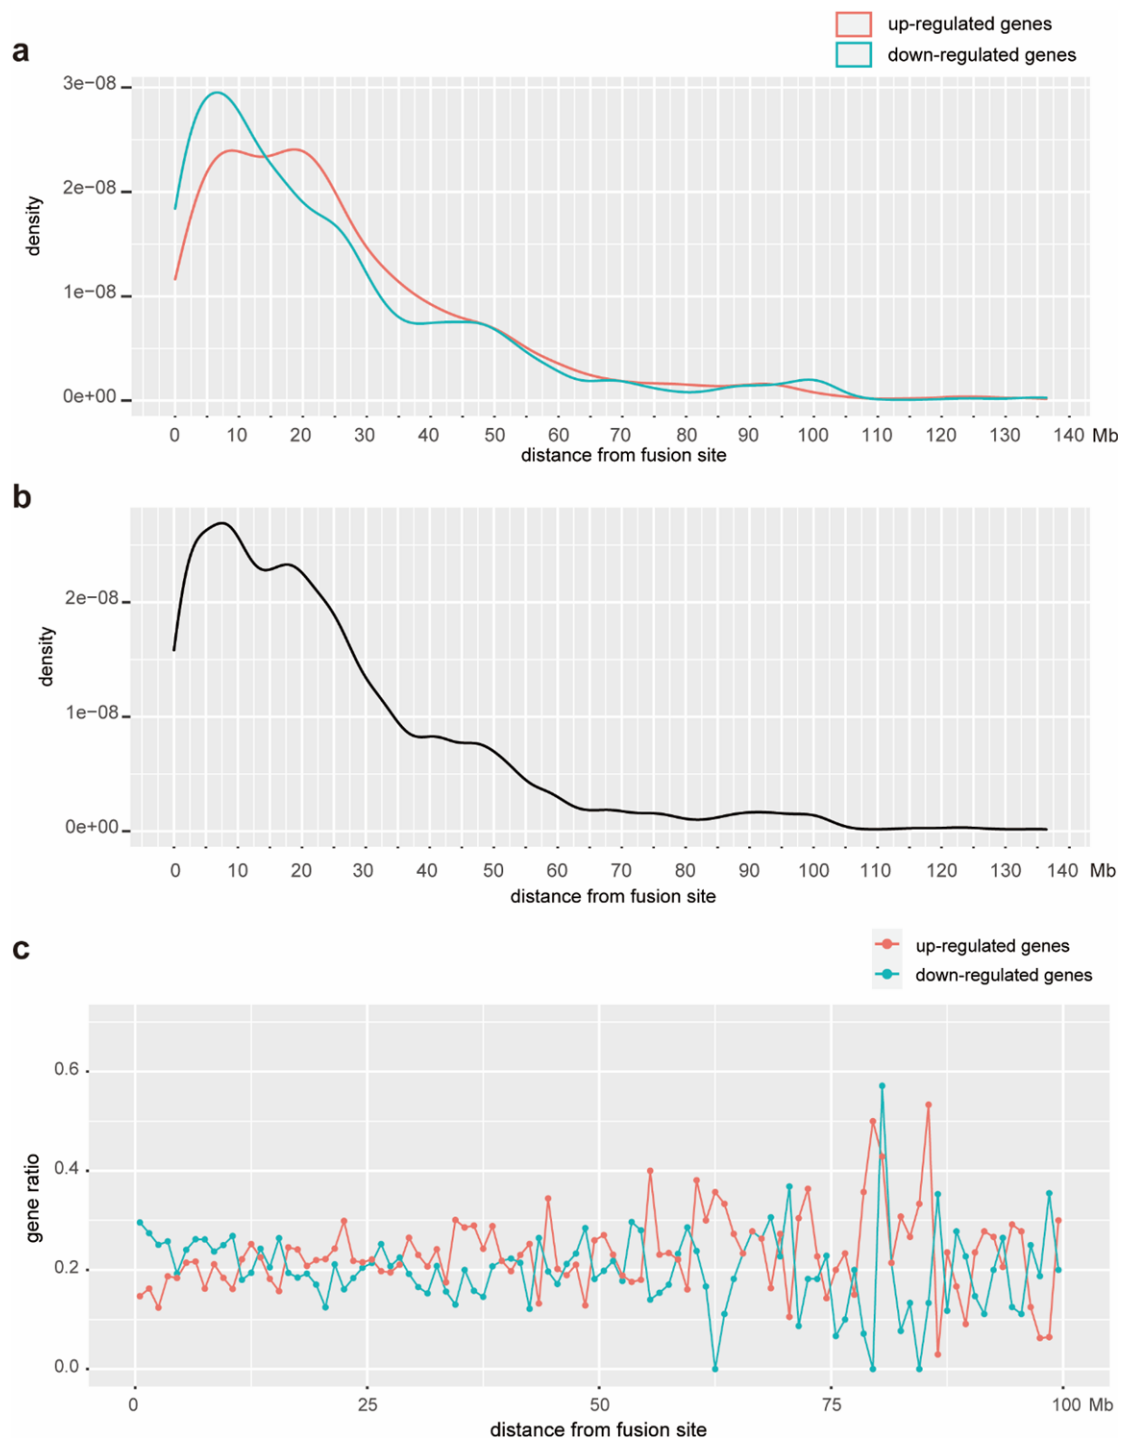 up-regulated genes
a
down-regulated genes
3e−08
2e−08
density
1e−08
0e+00
0 10 20 30 40 50 60 70 80 90 100 110 120 130 140 Mb
distance from fusion site
b
2e−08
density
1e−08
0e+00
0 10 20 30 40 50 60 70 80 90 100 110 120 130 140 Mb
distance from fusion site
c
up-regulated genes
down-regulated genes
0.6
0.4
gene ratio
0.2
0.0
0 25 50 75 100 Mb
distance from fusion site